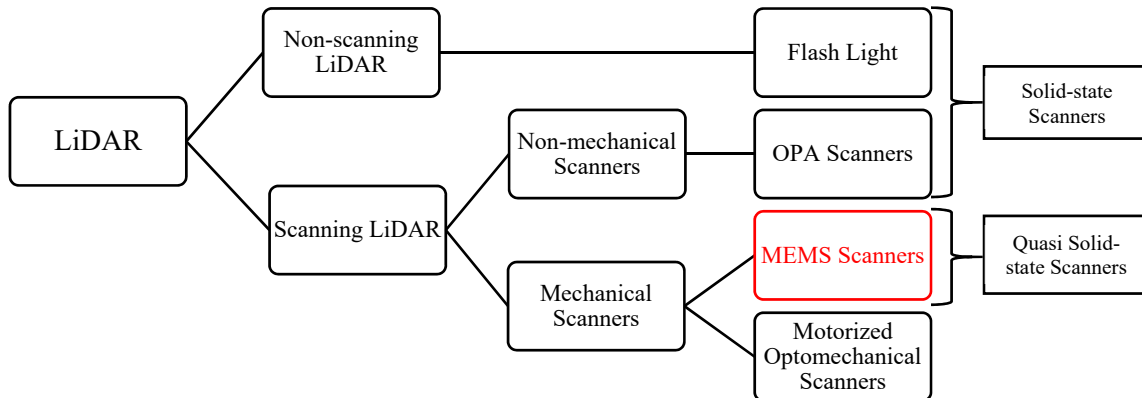 Non-scanning
LiDAR
Flash Light
Solid-state
Scanners
LiDAR
Non-mechanical
Scanners
OPA Scanners
Scanning LiDAR
MEMS Scanners
Quasi Solid-
state Scanners
Mechanical
Scanners
Motorized
Optomechanical
Scanners